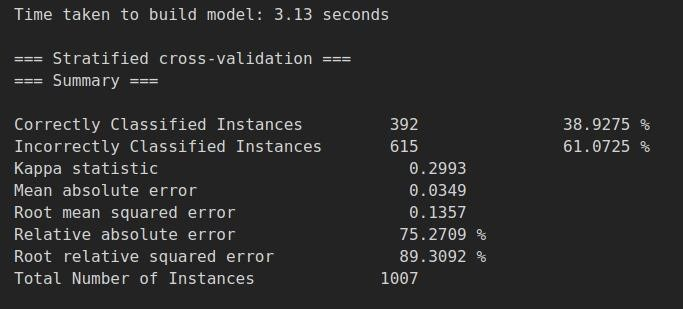 Time taken to build model: 3.13 seconds
=== Stratified cross-validation ===
=== Summary ===
Correctly Classified Instances 392 38.9275 %
Incorrectly Classified Instances 615 61.0725 %
Kappa statistic 0.2993
Mean absolute error 0.0349
Root mean squared error 0.1357
Relative absolute error 75.2709 %
Root relative squared error 89.3092 %
Total Number of Instances 1007